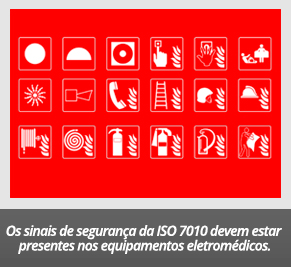 Os sinais de segurança da ISO 7010 devem estar
presentes nos equipamentos eletromédicos.